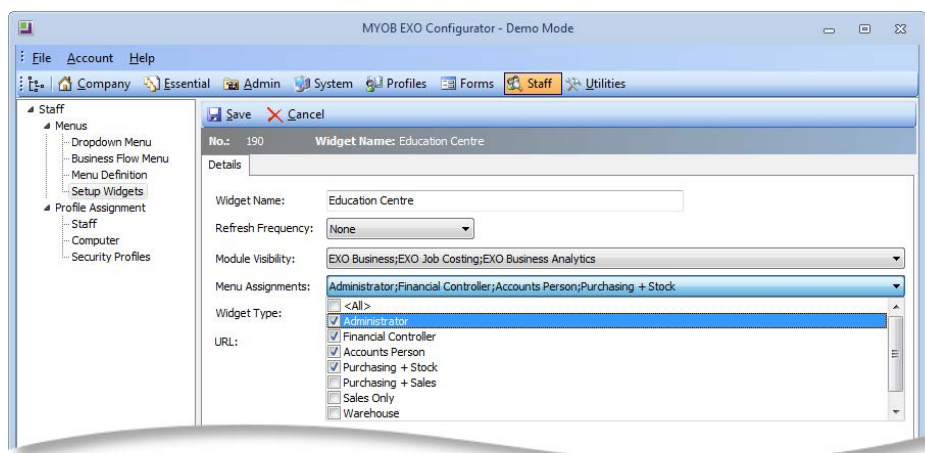 MYOB EXO Configurator - Demo Mode
File Account Help
Company Essential Admin System Profiles Forms Staff Utilities
Staff
Menus
Dropdown Menu
Business Flow Menu
Menu Definition
Setup Widgets
Profile Assignment
Staff
Computer
Security Profiles
Save Cancel
No.: 190 Widget Name: Education Centre
Details
Widget Name: Education Centre
Refresh Frequency: None
Module Visibility: EXO Business;EXO Job Costing;EXO Business Analytics
Menu Assignments: Administrator;Financial Controller;Accounts Person;Purchasing + Stock
Widget Type:
URL:
<All>
Administrator
Financial Controller
Accounts Person
Purchasing + Stock
Purchasing + Sales
Sales Only
Warehouse